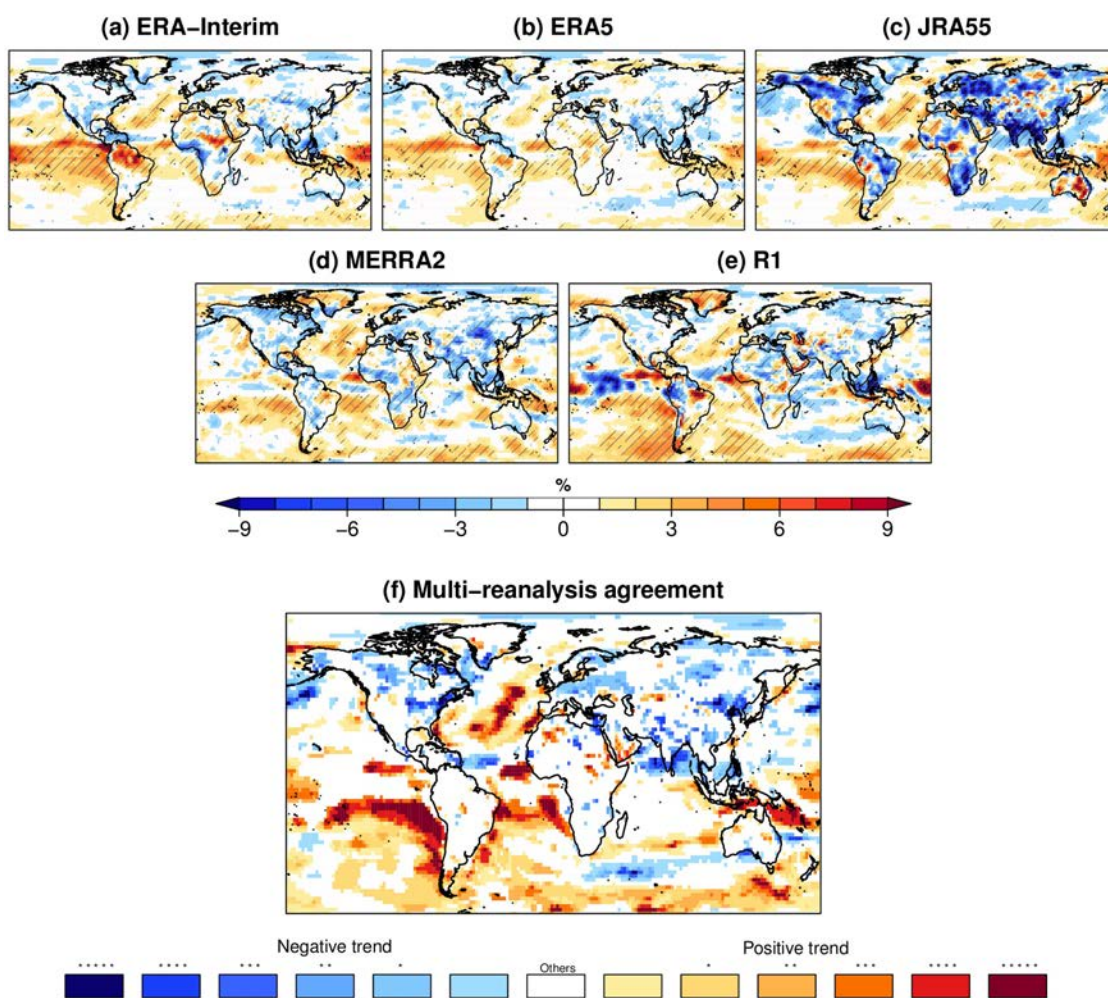 (a) ERA−Interim
(b) ERA5
(c) JRA55
(d) MERRA2
(e) R1
%
−9 −6 −3 0 3 6 9
(f) Multi−reanalysis agreement
Negative trend
Positive trend
***** **** *** ** * Others * ** *** **** *****